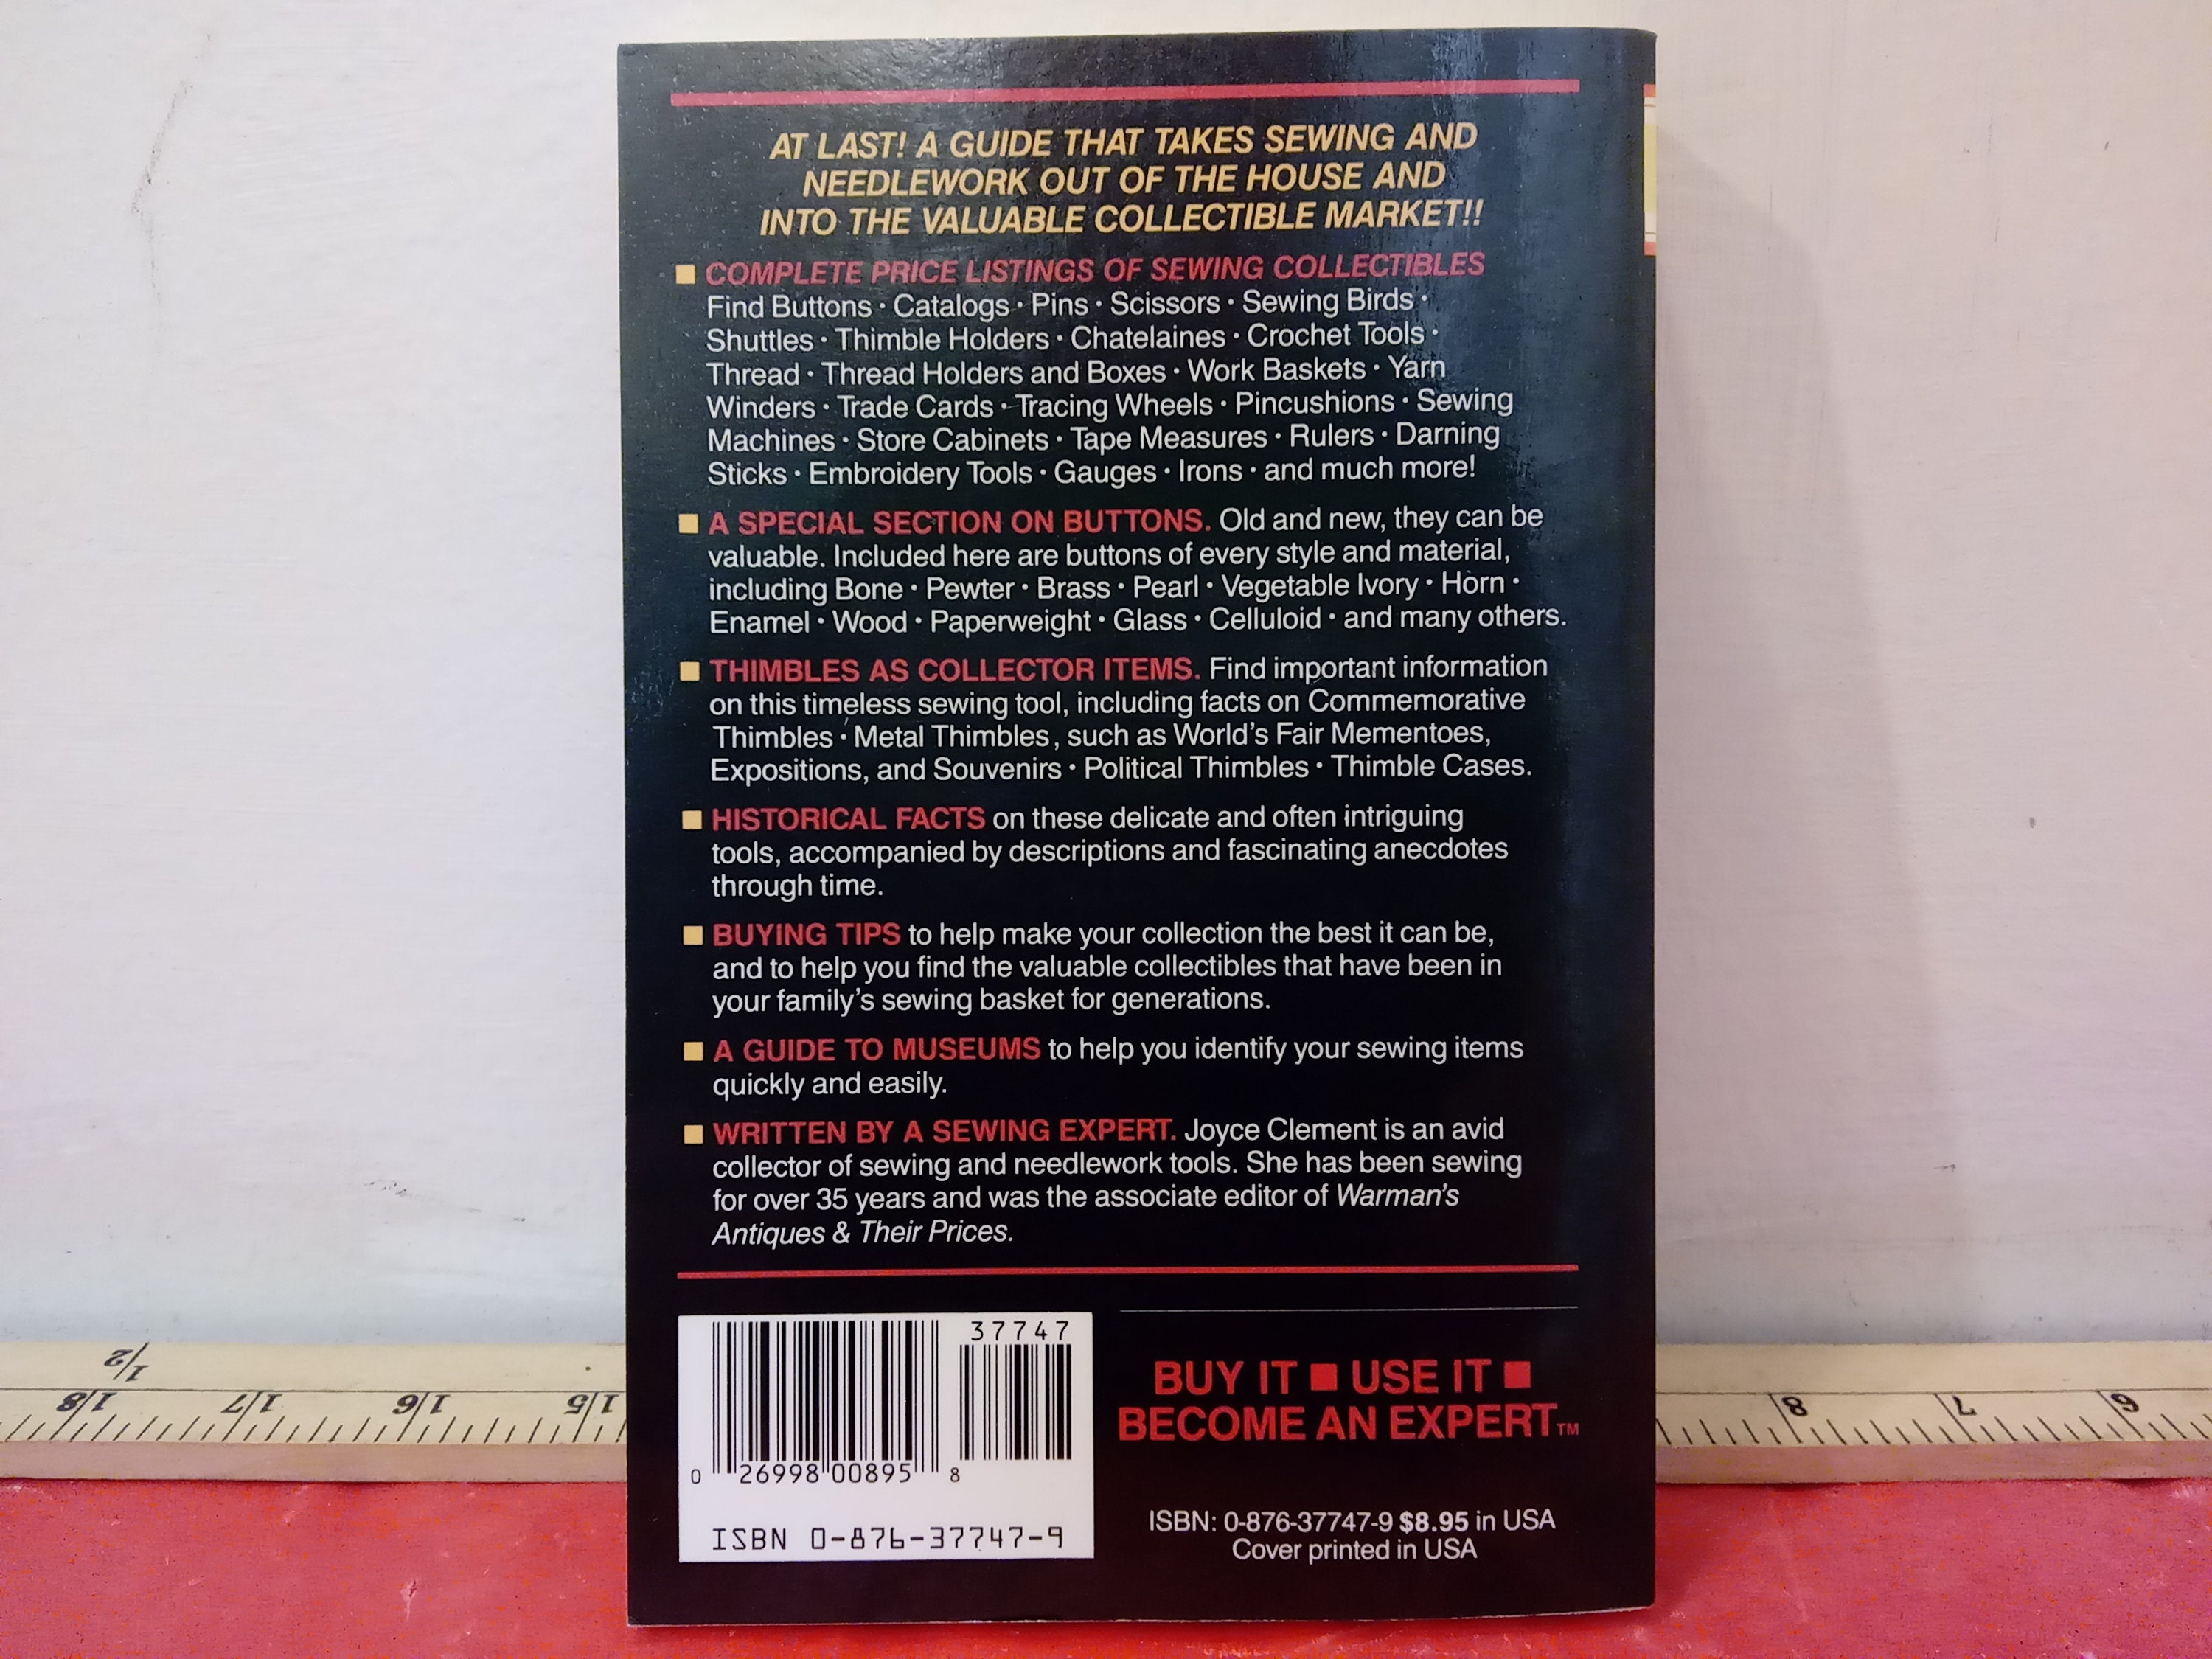 AT LAST! A GUIDE THAT TAKES SEWING AND
NEEDLEWORK OUT OF THE HOUSE AND
INTO THE VALUABLE COLLECTIBLE MARKET!!
■ COMPLETE PRICE LISTINGS OF SEWING COLLECTIBLES
Find Buttons · Catalogs · Pins · Scissors · Sewing Birds ·
Shuttles · Thimble Holders · Chatelaines · Crochet Tools ·
Thread · Thread Holders and Boxes · Work Baskets · Yarn
Winders · Trade Cards · Tracing Wheels · Pincushions · Sewing
Machines · Store Cabinets · Tape Measures · Rulers · Darning
Sticks · Embroidery Tools · Gauges · Irons · and much more!
■ A SPECIAL SECTION ON BUTTONS. Old and new, they can be
valuable. Included here are buttons of every style and material,
including Bone · Pewter · Brass · Pearl · Vegetable Ivory · Horn ·
Enamel · Wood · Paperweight · Glass · Celluloid · and many others.
■ THIMBLES AS COLLECTOR ITEMS. Find important information
on this timeless sewing tool, including facts on Commemorative
Thimbles · Metal Thimbles, such as World's Fair Mementoes,
Expositions, and Souvenirs · Political Thimbles · Thimble Cases.
■ HISTORICAL FACTS on these delicate and often intriguing
tools, accompanied by descriptions and fascinating anecdotes
through time.
■ BUYING TIPS to help make your collection the best it can be,
and to help you find the valuable collectibles that have been in
your family's sewing basket for generations.
■ A GUIDE TO MUSEUMS to help you identify your sewing items
quickly and easily.
■ WRITTEN BY A SEWING EXPERT. Joyce Clement is an avid
collector of sewing and needlework tools. She has been sewing
for over 35 years and was the associate editor of Warman's
Antiques & Their Prices.
37747
0 26998 00895 8
ISBN 0-876-37747-9
BUY IT ■ USE IT ■
BECOME AN EXPERT™
ISBN: 0-876-37747-9 $8.95 in USA
Cover printed in USA
1/2
18 17 16 15
8 7 6